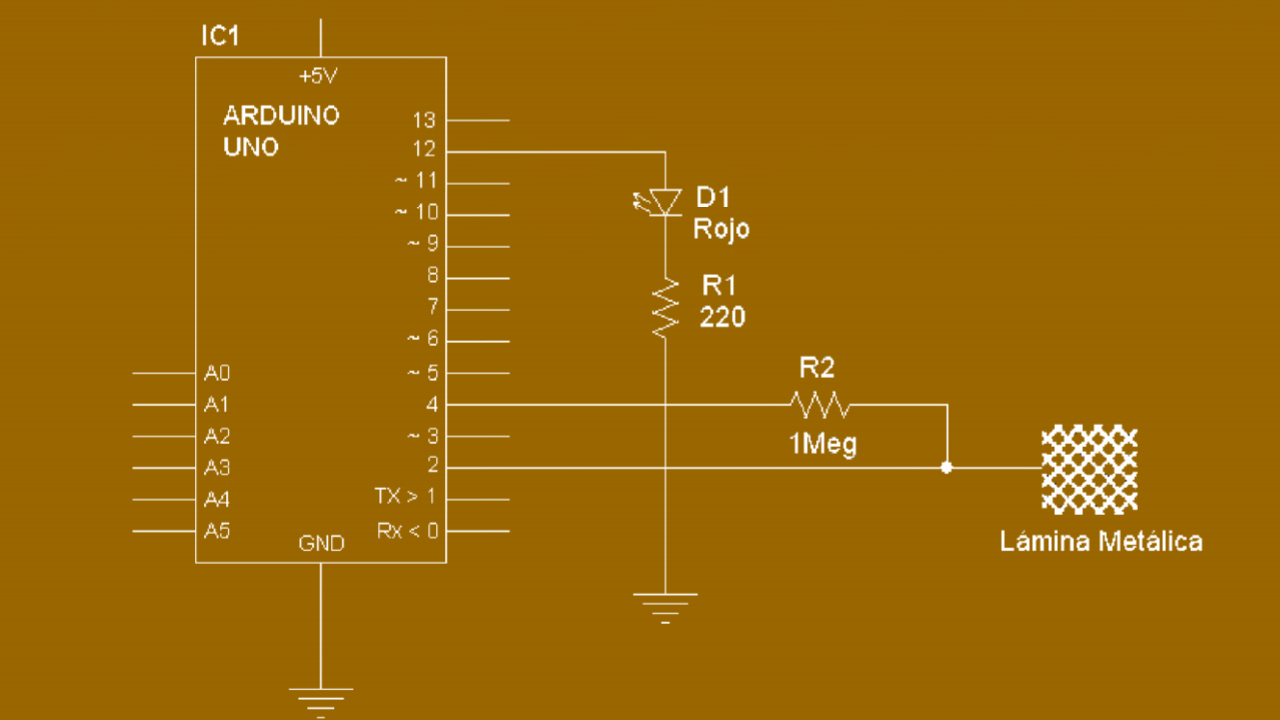 IC1
+5V
ARDUINO
UNO
13
12
~ 11
~ 10
~ 9
8
7
~ 6
~ 5
4
~ 3
2
TX > 1
Rx < 0
A0
A1
A2
A3
A4
A5
GND
D1
Rojo
R1
220
R2
1Meg
Lámina Metálica